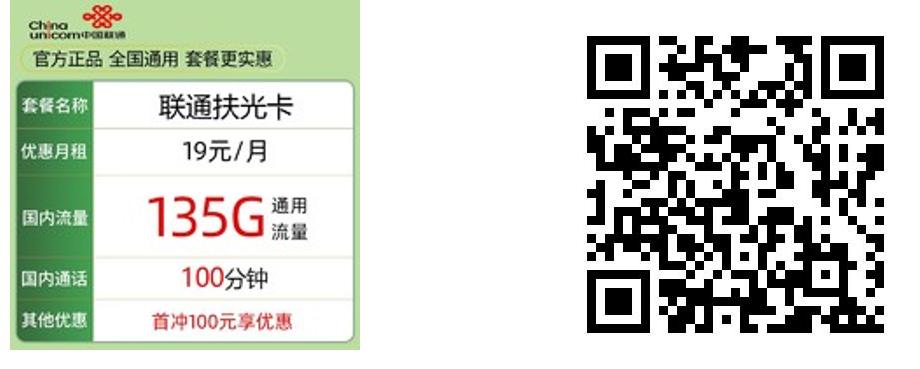 China
unicom中国联通
官方正品 全国通用 套餐更实惠
套餐名称 联通扶光卡
优惠月租 19元/月
国内流量 135G 通用
流量
国内通话 100分钟
其他优惠 首冲100元享优惠